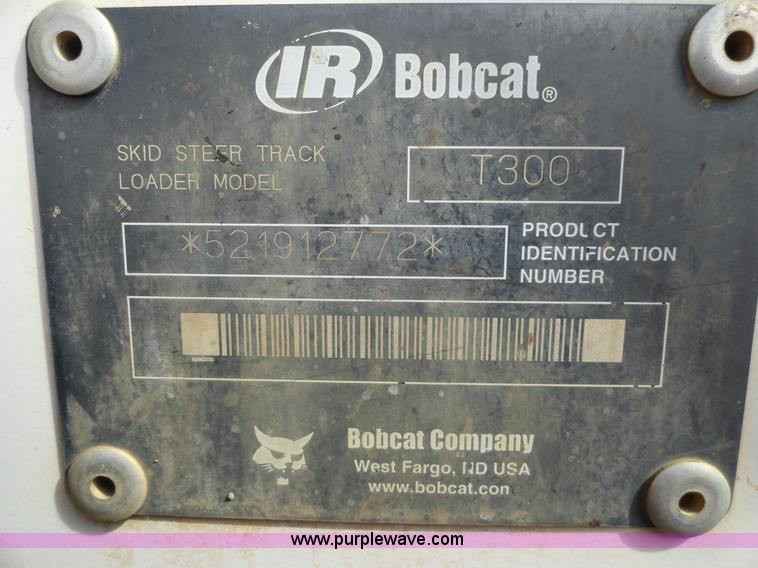 IR Bobcat®
SKID STEER TRACK
LOADER MODEL
T300
*521912772*
PRODUCT
IDENTIFICATION
NUMBER
Bobcat Company
West Fargo, ND USA
www.bobcat.com
www.purplewave.com